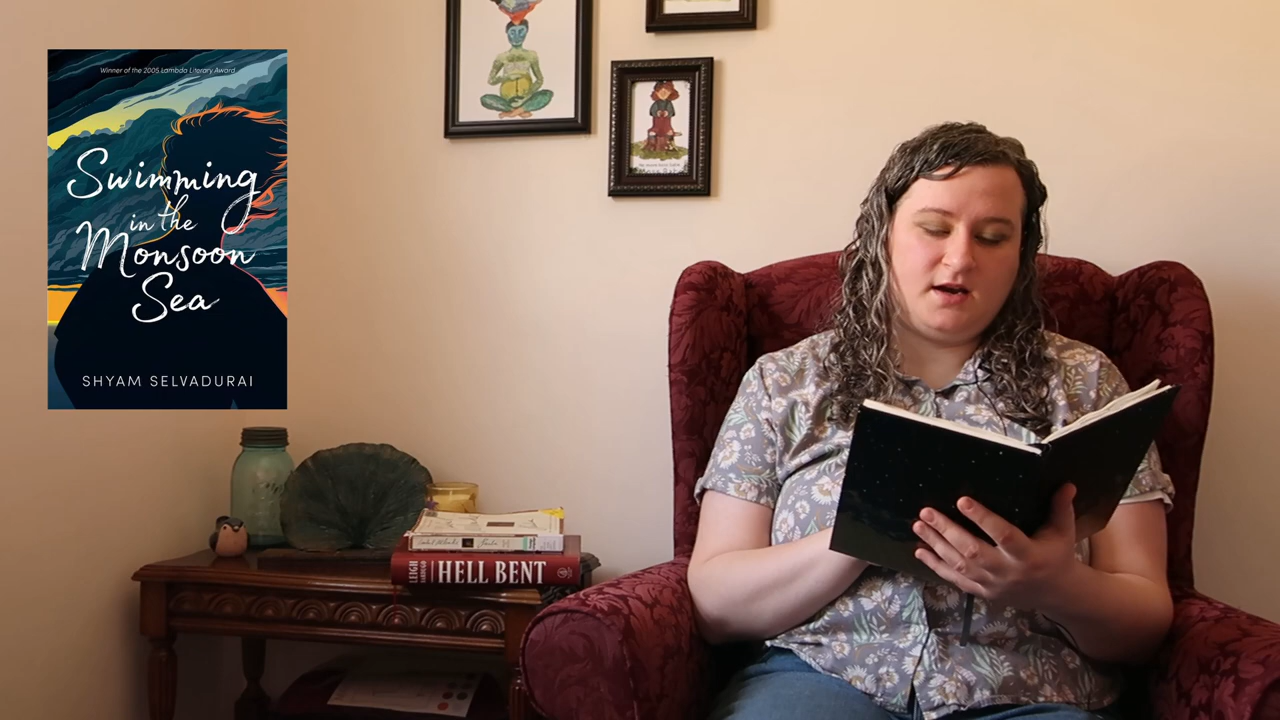 Winner of the 2005 Lambda Literary Award
Swimming
in the
Monsoon
Sea
SHYAM SELVADURAI
LEIGH BARDUGO
HELL BENT